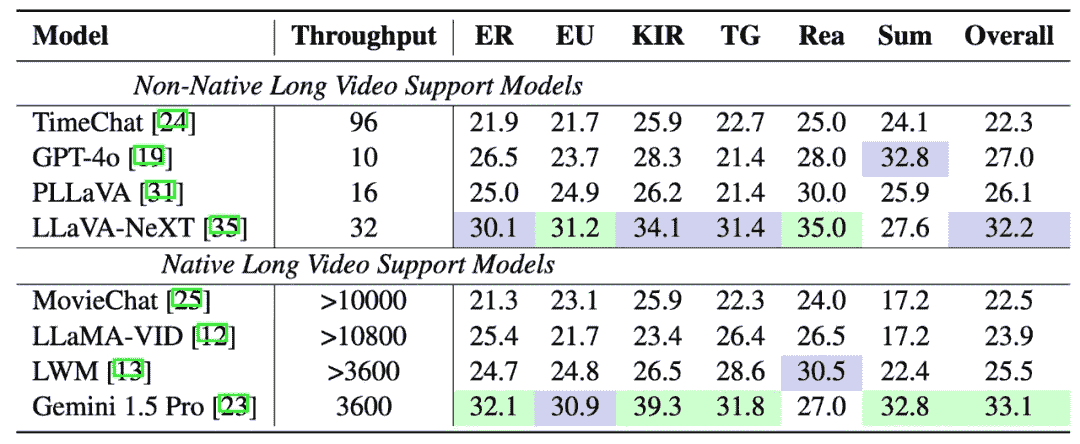 Model Throughput ER EU KIR TG Rea Sum Overall
Non-Native Long Video Support Models
TimeChat [24] 96 21.9 21.7 25.9 22.7 25.0 24.1 22.3
GPT-4o [19] 10 26.5 23.7 28.3 21.4 28.0 32.8 27.0
PLLaVA [31] 16 25.0 24.9 26.2 21.4 30.0 25.9 26.1
LLaVA-NeXT [35] 32 30.1 31.2 34.1 31.4 35.0 27.6 32.2
Native Long Video Support Models
MovieChat [25] >10000 21.3 23.1 25.9 22.3 24.0 17.2 22.5
LLaMA-VID [12] >10800 25.4 21.7 23.4 26.4 26.5 17.2 23.9
LWM [13] >3600 24.7 24.8 26.5 28.6 30.5 22.4 25.5
Gemini 1.5 Pro [23] 3600 32.1 30.9 39.3 31.8 27.0 32.8 33.1